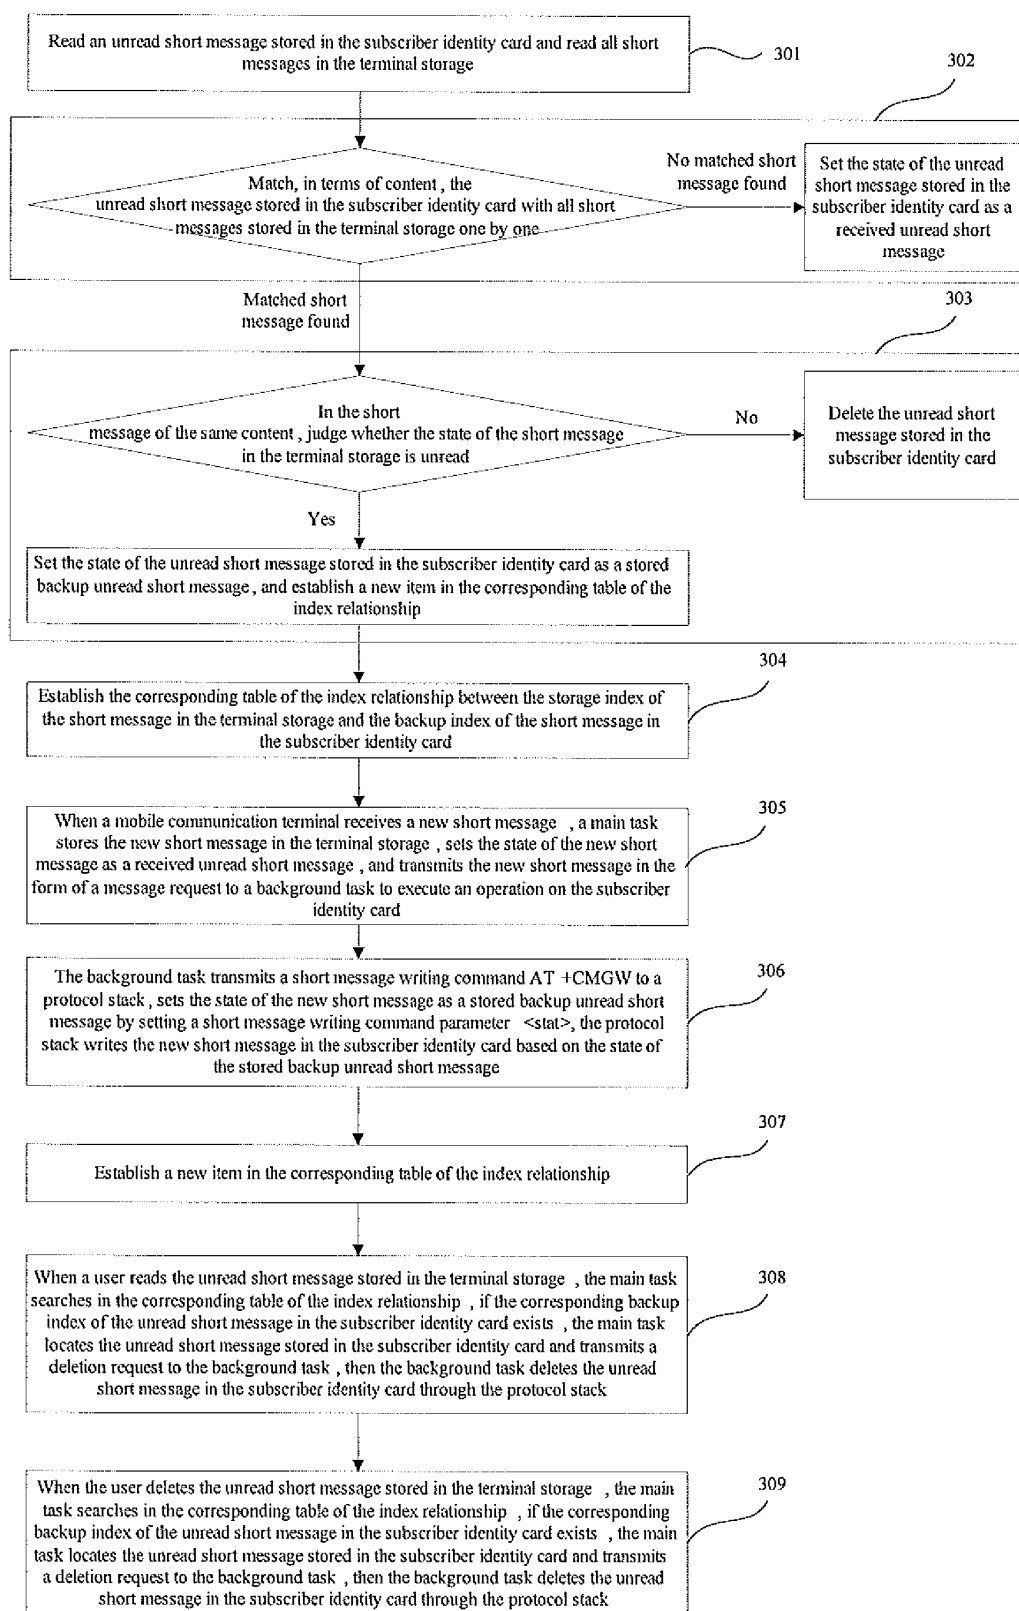 Read an unread short message stored in the subscriber identity card and read all short
messages in the terminal storage
301
302
Match, in terms of content , the
unread short message stored in the subscriber identity card with all short
messages stored in the terminal storage one by one
No matched short
message found
Set the state of the unread
short message stored in the
subscriber identity card as a
received unread short
message
Matched short
message found
303
In the short
message of the same content , judge whether the state of the short message
in the terminal storage is unread
No
Delete the unread short
message stored in the
subscriber identity card
Yes
Set the state of the unread short message stored in the subscriber identity card as a stored
backup unread short message , and establish a new item in the corresponding table of the
index relationship
304
Establish the corresponding table of the index relationship between the storage index of
the short message in the terminal storage and the backup index of the short message in
the subscriber identity card
305
When a mobile communication terminal receives a new short message , a main task
stores the new short message in the terminal storage , sets the state of the new short
message as a received unread short message , and transmits the new short message in the
form of a message request to a background task to execute an operation on the subscriber
identity card
306
The background task transmits a short message writing command AT +CMGW to a
protocol stack , sets the state of the new short message as a stored backup unread short
message by setting a short message writing command parameter <stat>, the protocol
stack writes the new short message in the subscriber identity card based on the state of
the stored backup unread short message
307
Establish a new item in the corresponding table of the index relationship
308
When a user reads the unread short message stored in the terminal storage , the main task
searches in the corresponding table of the index relationship , if the corresponding backup
index of the unread short message in the subscriber identity card exists , the main task
locates the unread short message stored in the subscriber identity card and transmits a
deletion request to the background task , then the background task deletes the unread
short message in the subscriber identity card through the protocol stack
309
When the user deletes the unread short message stored in the terminal storage , the main
task searches in the corresponding table of the index relationship , if the corresponding
backup index of the unread short message in the subscriber identity card exists , the main
task locates the unread short message stored in the subscriber identity card and transmits
a deletion request to the background task , then the background task deletes the unread
short message in the subscriber identity card through the protocol stack